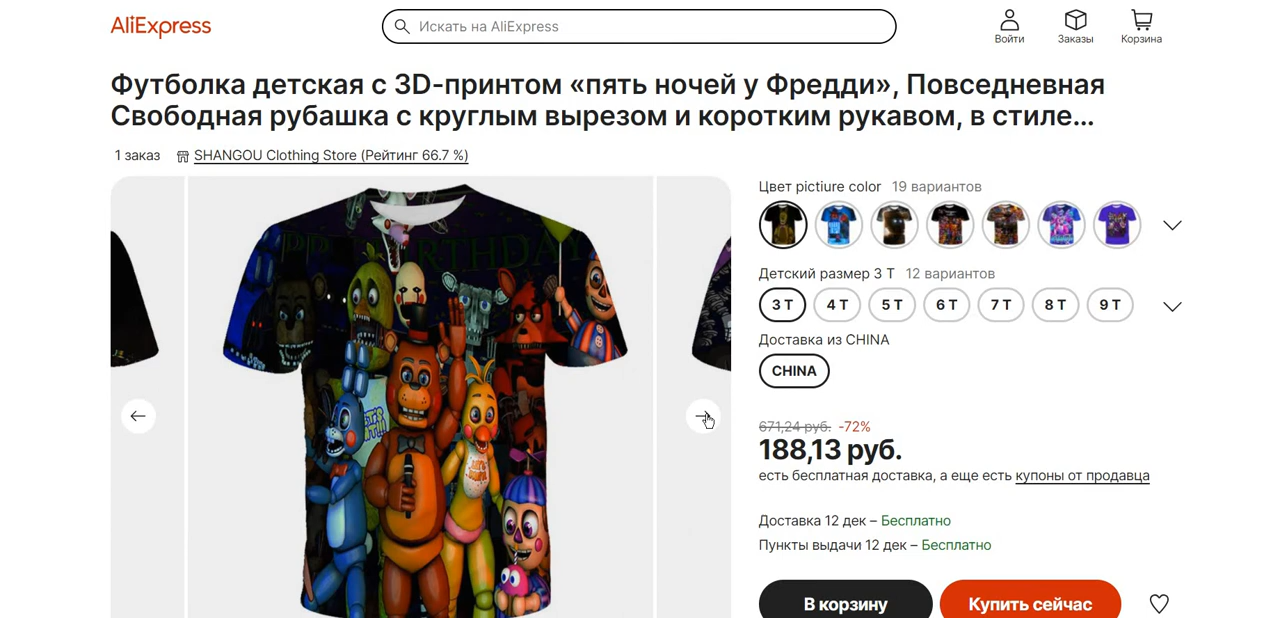 AliExpress
Искать на AliExpress
Войти
Заказы
Корзина
Футболка детская с 3D-принтом «пять ночей у Фредди», Повседневная
Свободная рубашка с круглым вырезом и коротким рукавом, в стиле...
1 заказ SHANGOU Clothing Store (Рейтинг 66.7 %)
Цвет pictiure color 19 вариантов
Детский размер 3 T 12 вариантов
3 T 4 T 5 T 6 T 7 T 8 T 9 T
Доставка из CHINA
CHINA
671,24 руб. -72%
188,13 руб.
есть бесплатная доставка, а еще есть купоны от продавца
Доставка 12 дек – Бесплатно
Пункты выдачи 12 дек – Бесплатно
В корзину
Купить сейчас